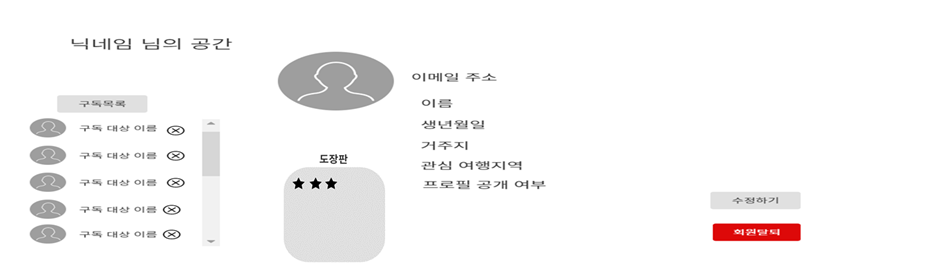 닉네임 님의 공간
구독목록
구독 대상 이름
구독 대상 이름
구독 대상 이름
구독 대상 이름
구독 대상 이름
도장판
이메일 주소
이름
생년월일
거주지
관심 여행지역
프로필 공개 여부
수정하기
회원탈퇴